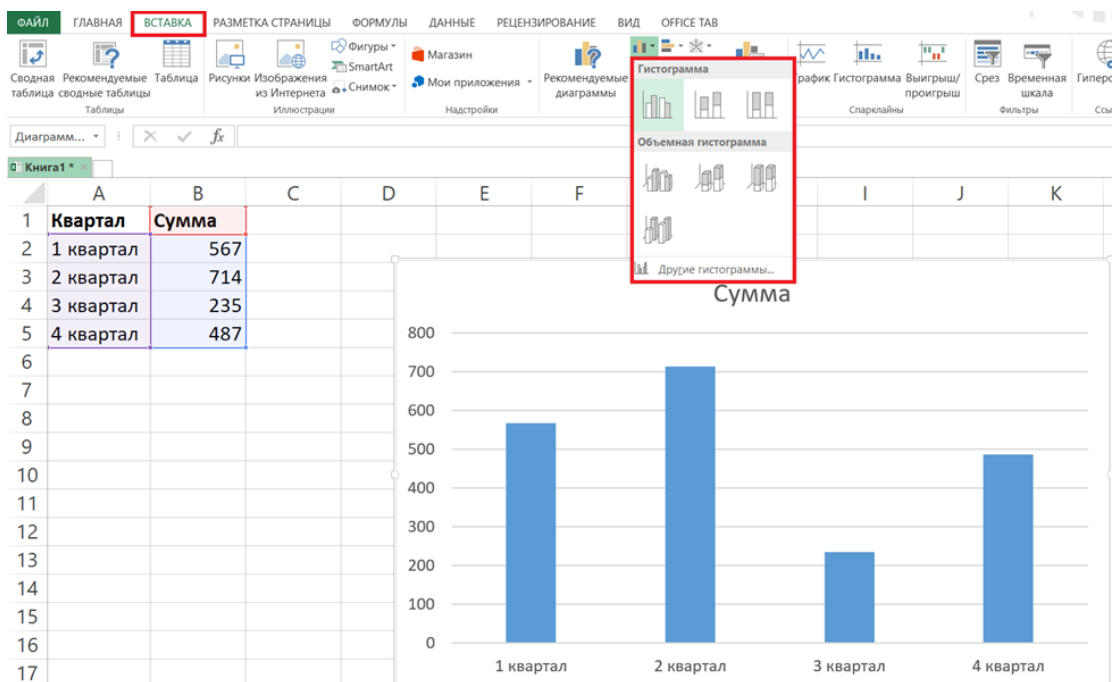 ФАЙЛ ГЛАВНАЯ ВСТАВКА РАЗМЕТКА СТРАНИЦЫ ФОРМУЛЫ ДАННЫЕ РЕЦЕНЗИРОВАНИЕ ВИД OFFICE TAB
Сводная таблица
Рекомендуемые сводные таблицы
Таблица
Таблицы
Рисунки
Изображения из Интернета
Фигуры
SmartArt
Снимок
Иллюстрации
Магазин
Мои приложения
Надстройки
Рекомендуемые диаграммы
Гистограмма
Объемная гистограмма
Другие гистограммы...
Гистограмма
Выигрыш/проигрыш
Спарклайны
Срез
Временная шкала
Фильтры
Диаграмм...
fx
Книга1 *
A B C D E F I J K
1 Квартал Сумма
2 1 квартал 567
3 2 квартал 714
4 3 квартал 235
5 4 квартал 487
6
7
8
9
10
11
12
13
14
15
16
17
Сумма
800
700
600
500
400
300
200
100
0
1 квартал 2 квартал 3 квартал 4 квартал